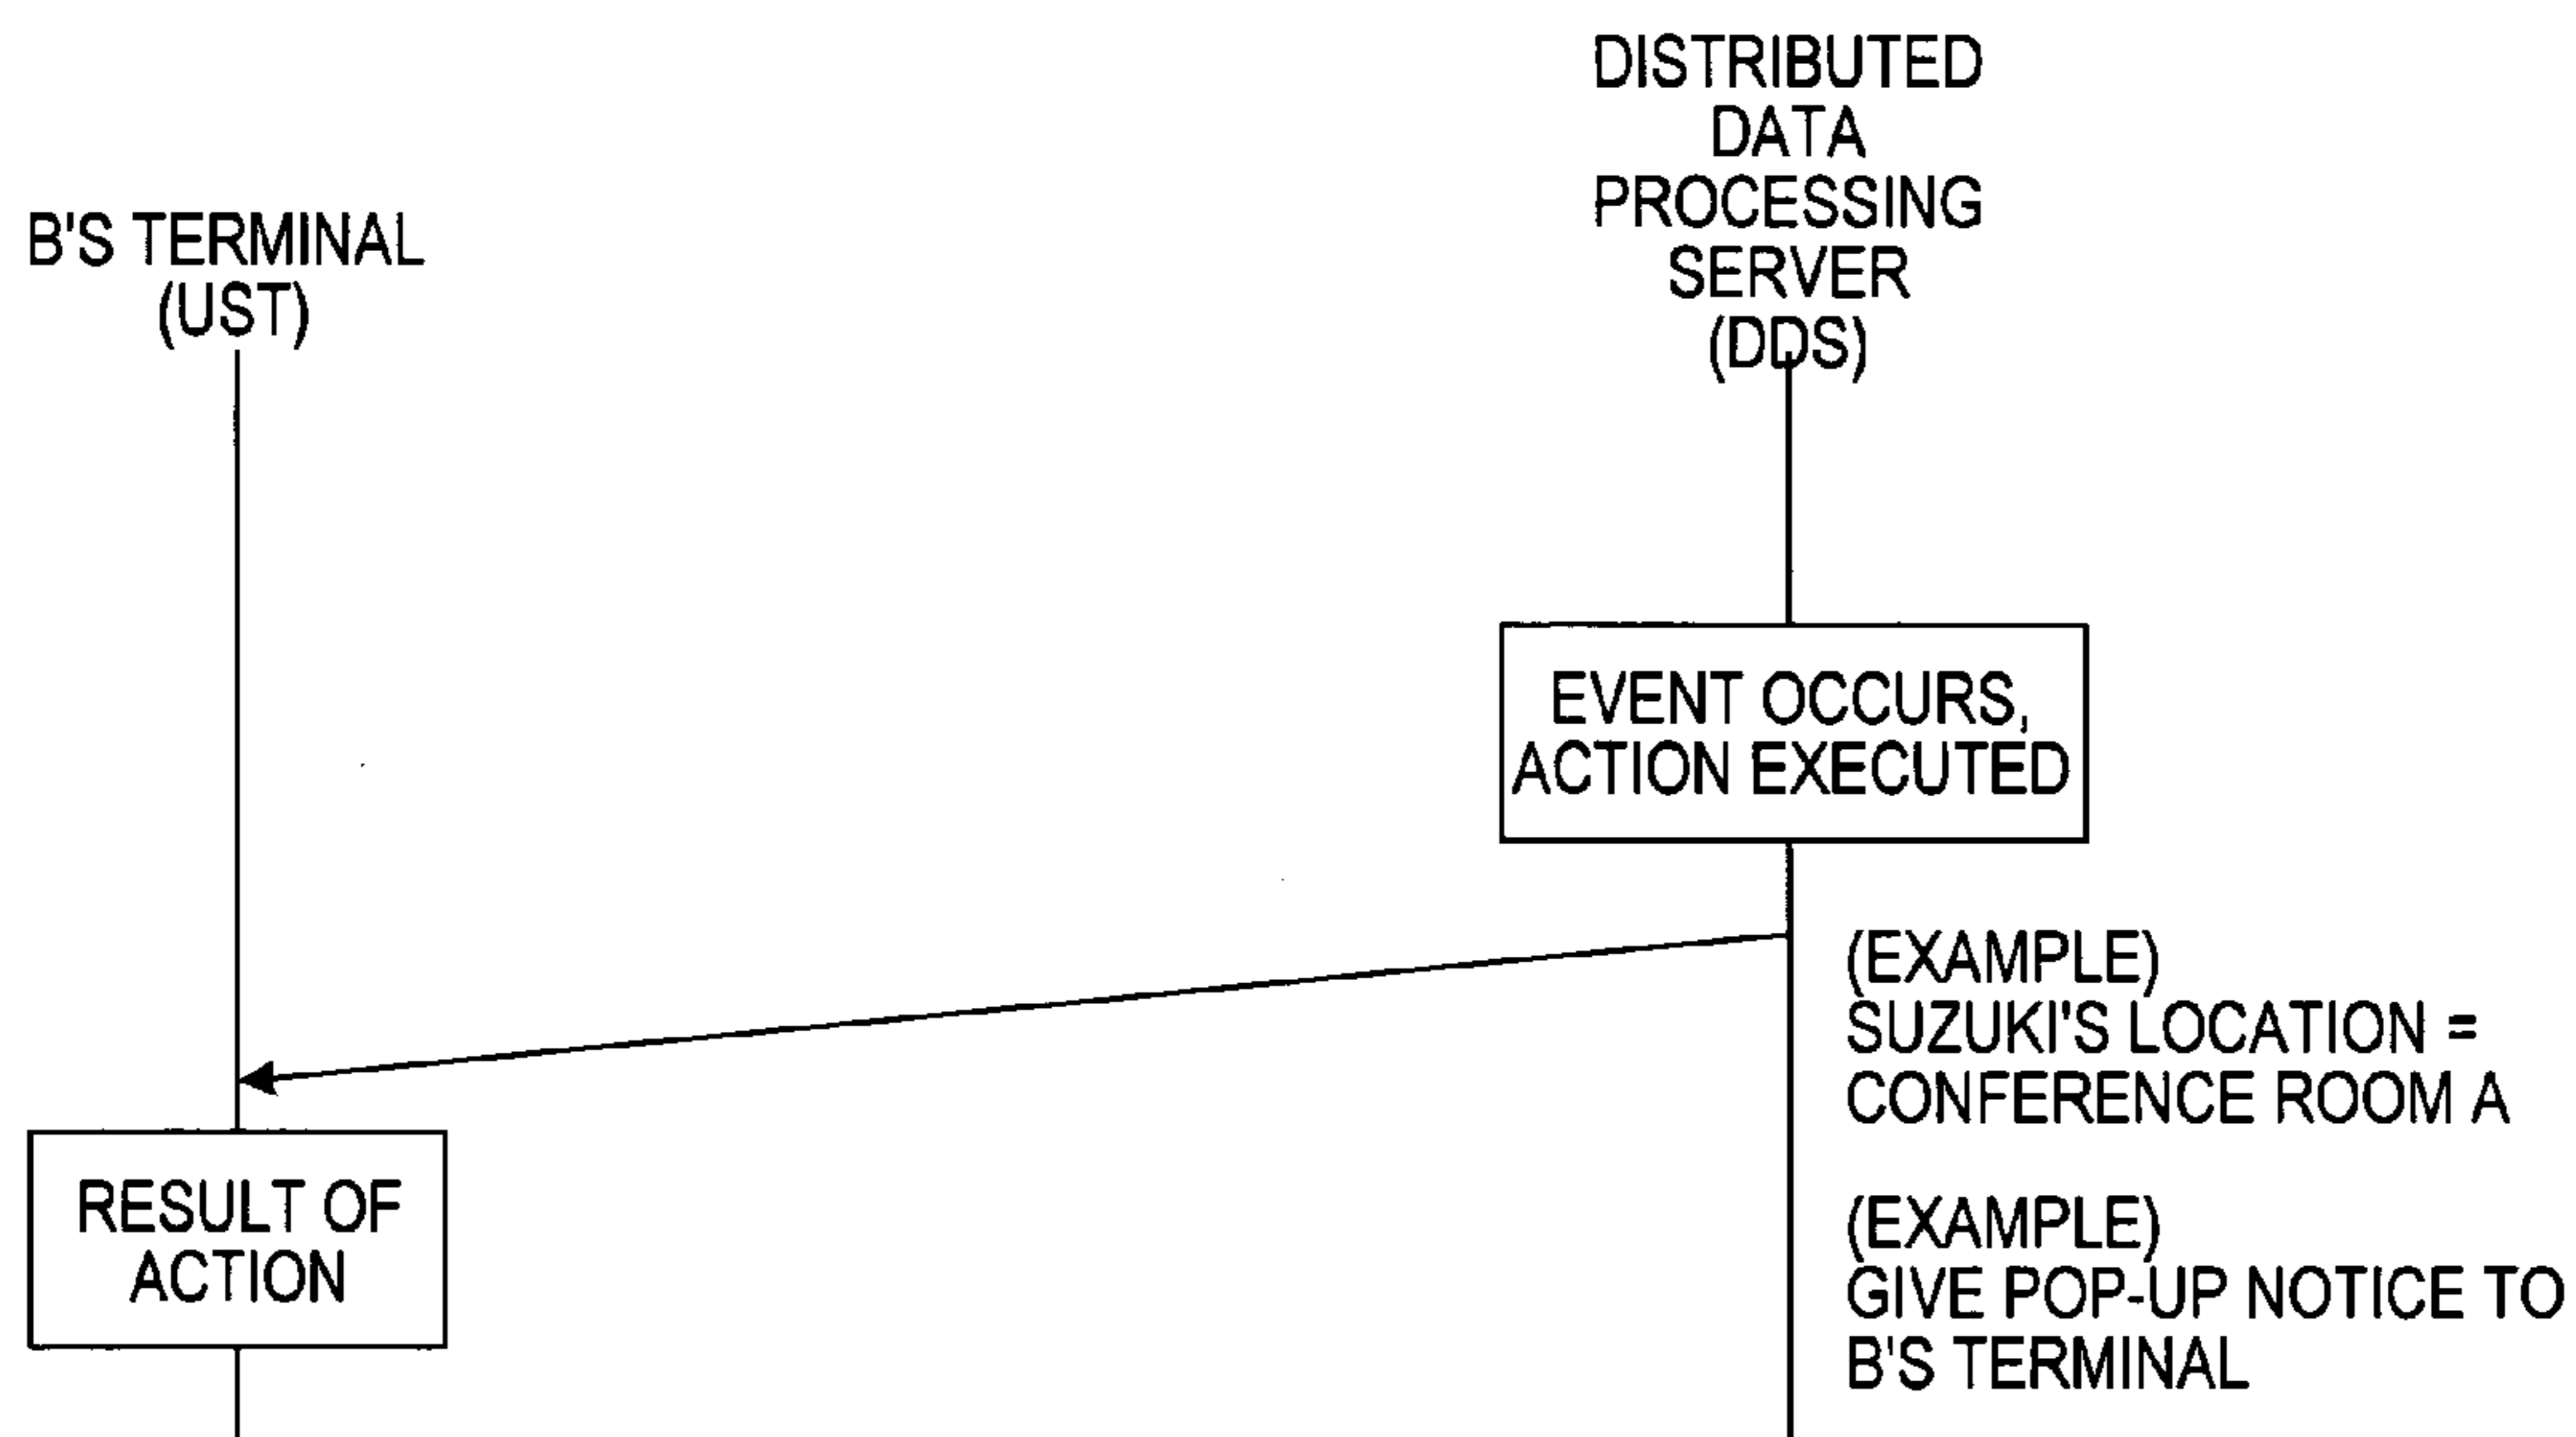 B'S TERMINAL
(UST)
DISTRIBUTED
DATA
PROCESSING
SERVER
(DDS)
EVENT OCCURS,
ACTION EXECUTED
(EXAMPLE)
SUZUKI'S LOCATION =
CONFERENCE ROOM A
RESULT OF
ACTION
(EXAMPLE)
GIVE POP-UP NOTICE TO
B'S TERMINAL